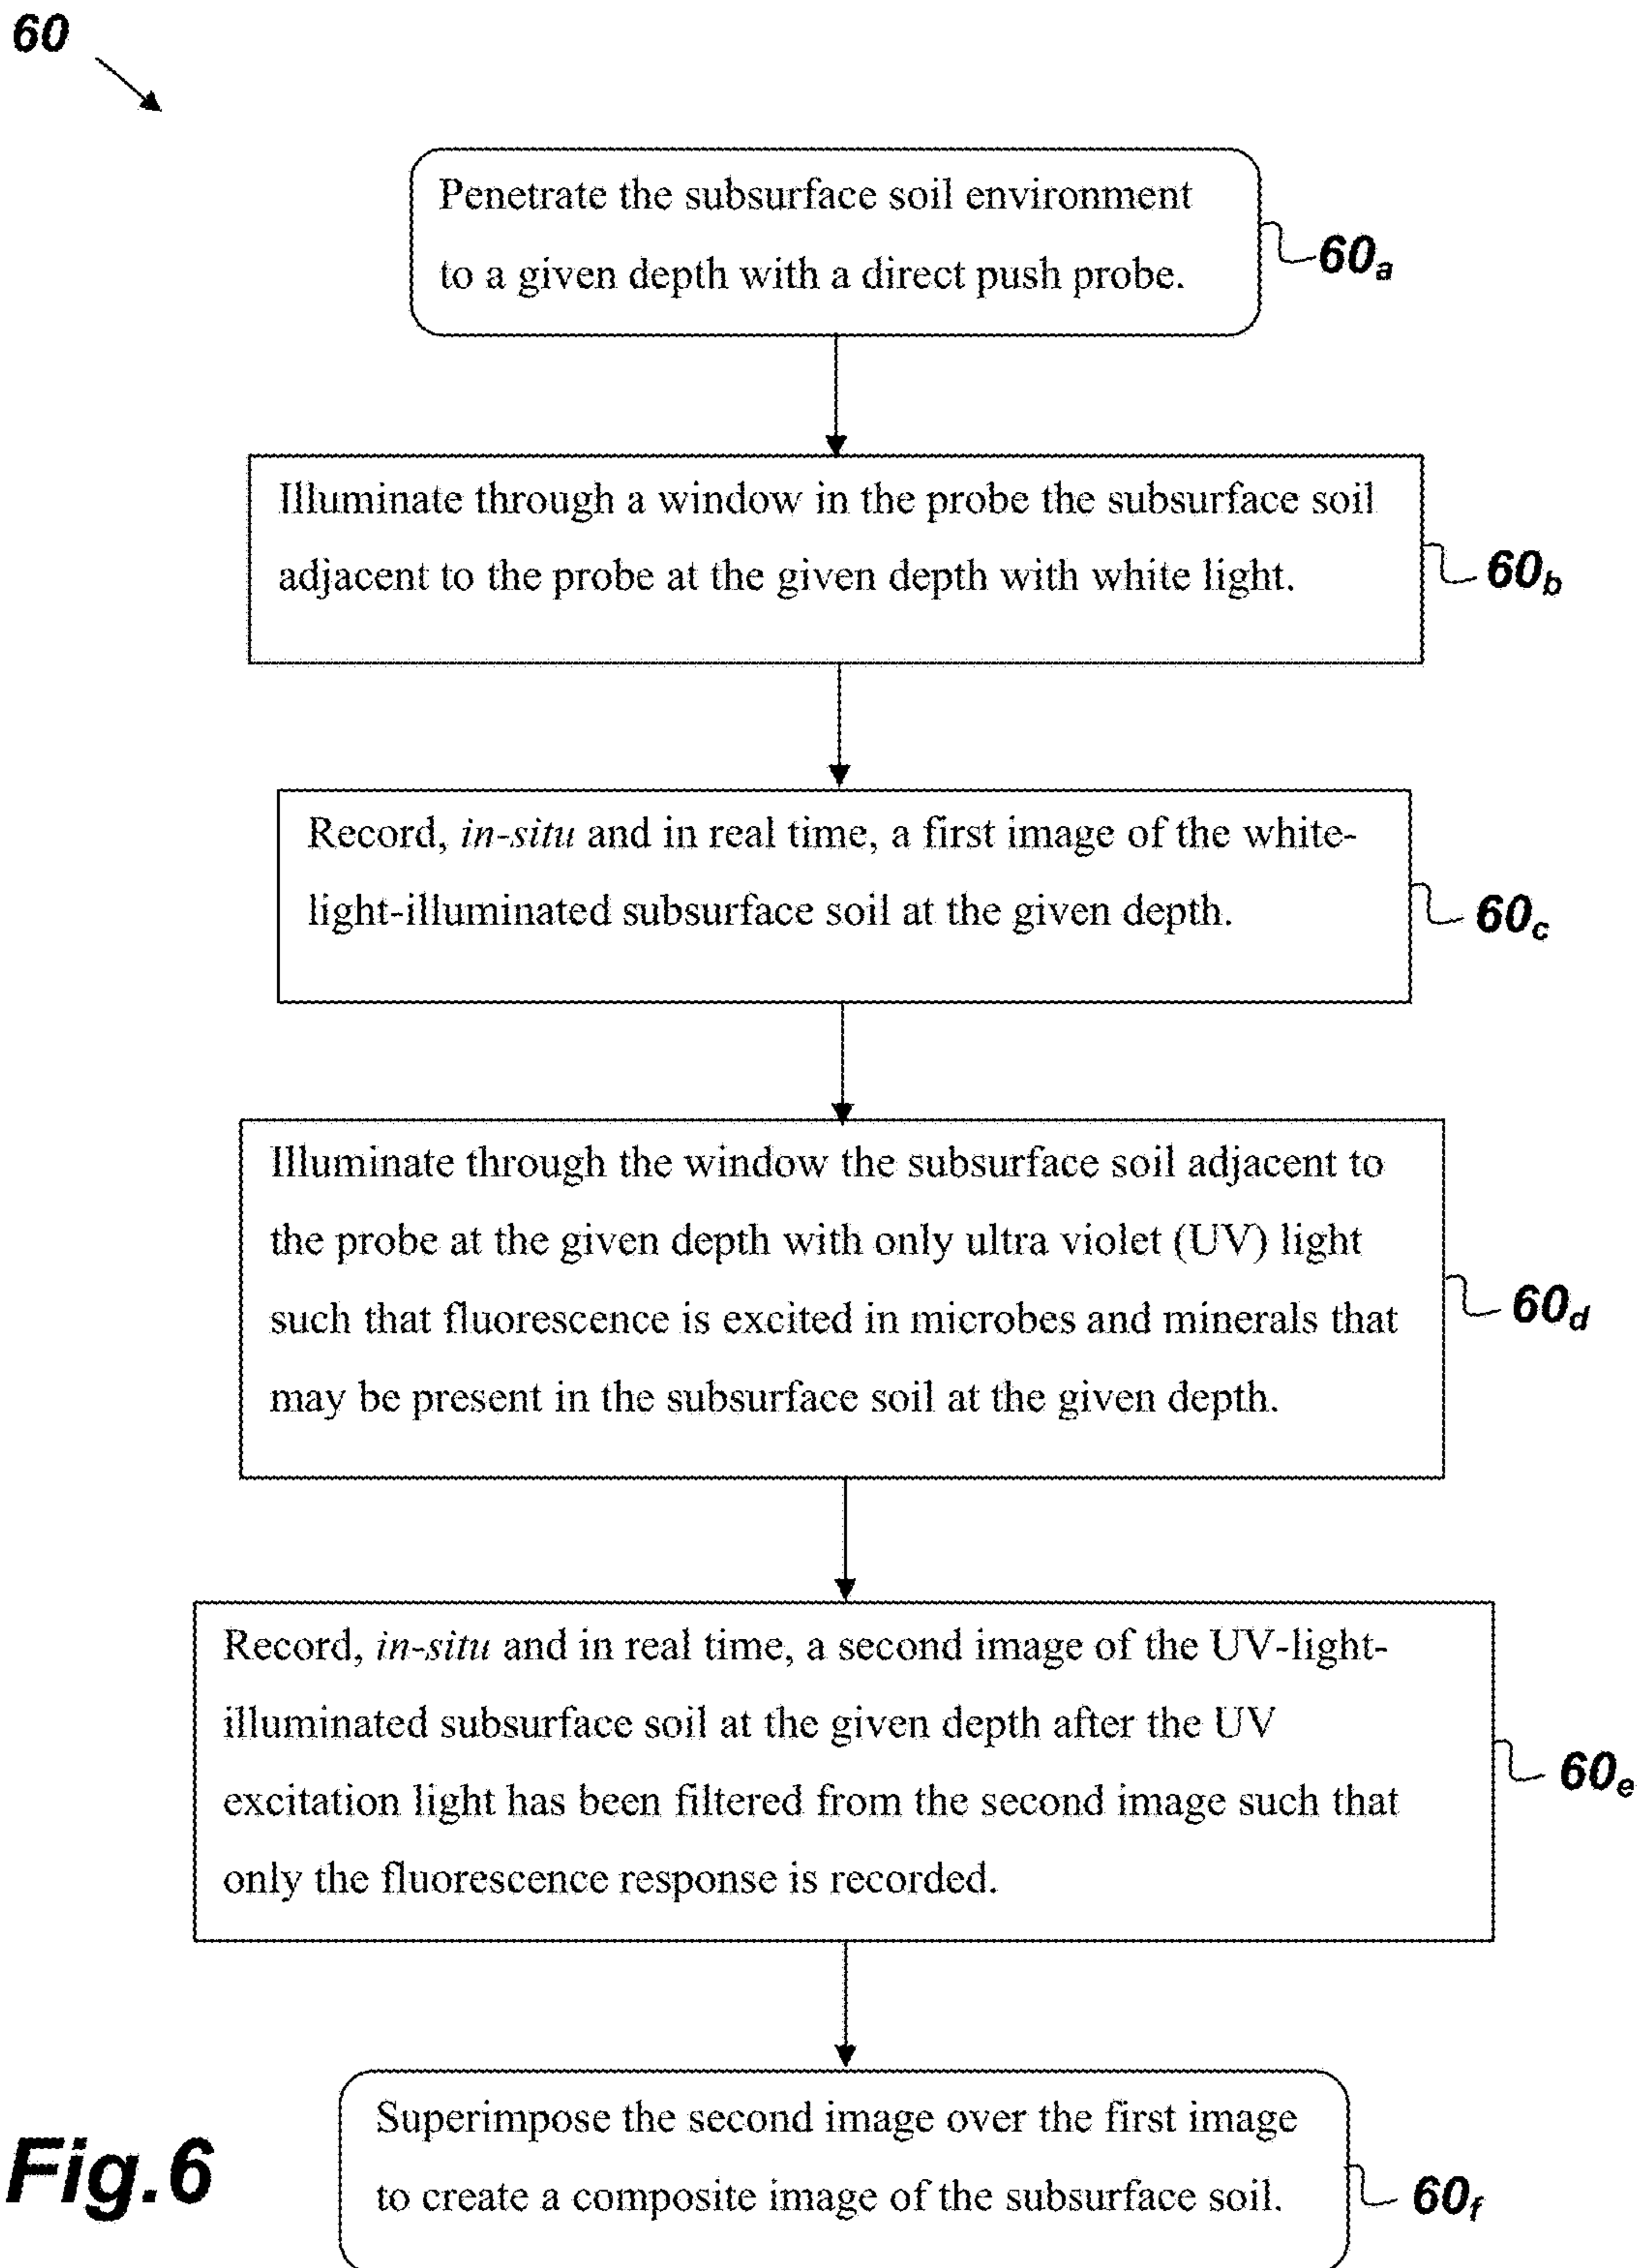 60
Penetrate the subsurface soil environment
to a given depth with a direct push probe.
60a
Illuminate through a window in the probe the subsurface soil
adjacent to the probe at the given depth with white light.
60b
Record, in-situ and in real time, a first image of the white-
light-illuminated subsurface soil at the given depth.
60c
Illuminate through the window the subsurface soil adjacent to
the probe at the given depth with only ultra violet (UV) light
such that fluorescence is excited in microbes and minerals that
may be present in the subsurface soil at the given depth.
60d
Record, in-situ and in real time, a second image of the UV-light-
illuminated subsurface soil at the given depth after the UV
excitation light has been filtered from the second image such that
only the fluorescence response is recorded.
60e
Superimpose the second image over the first image
to create a composite image of the subsurface soil.
60f
Fig.6